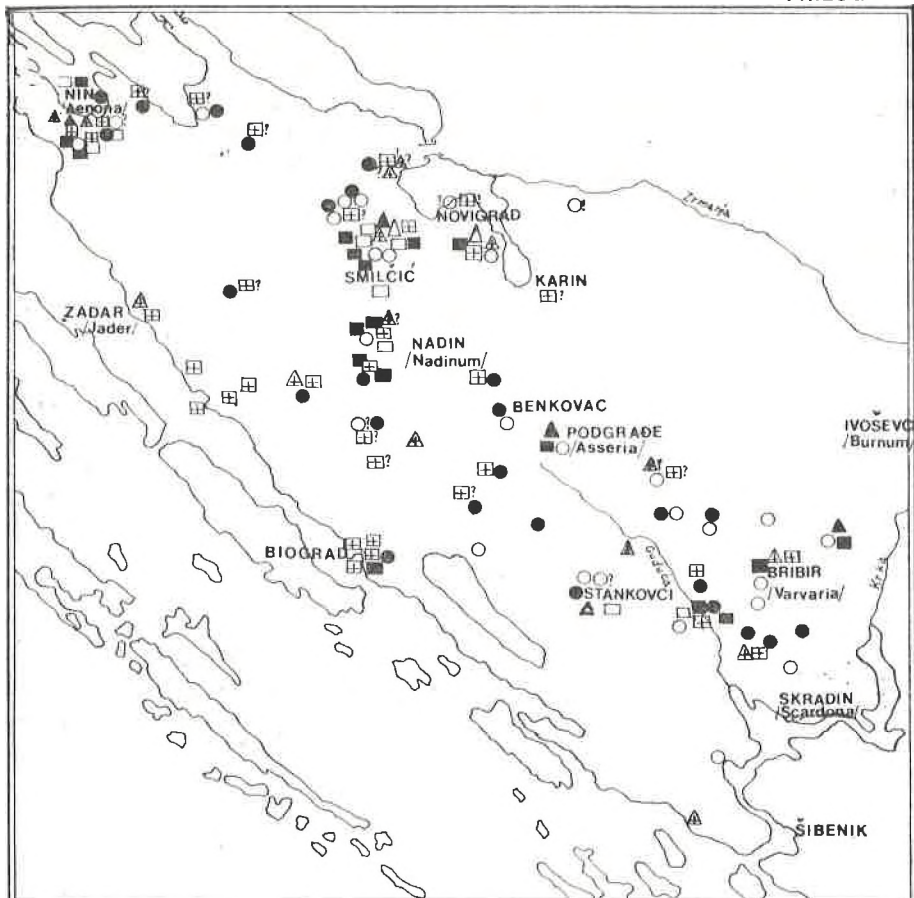 NIN
/Aenona/
Zrmanja
NOVIGRAD
SMILČIĆ
KARIN
ZADAR
/Jader/
NADIN
/Nadinum/
BENKOVAC
IVOŠEVCI
/Burnum/
PODGRAĐE
/Asseria/
BIOGRAD
Guduča
Krka
STANKOVCI
BRIBIR
/Varvaria/
SKRADIN
/Scardona/
ŠIBENIK